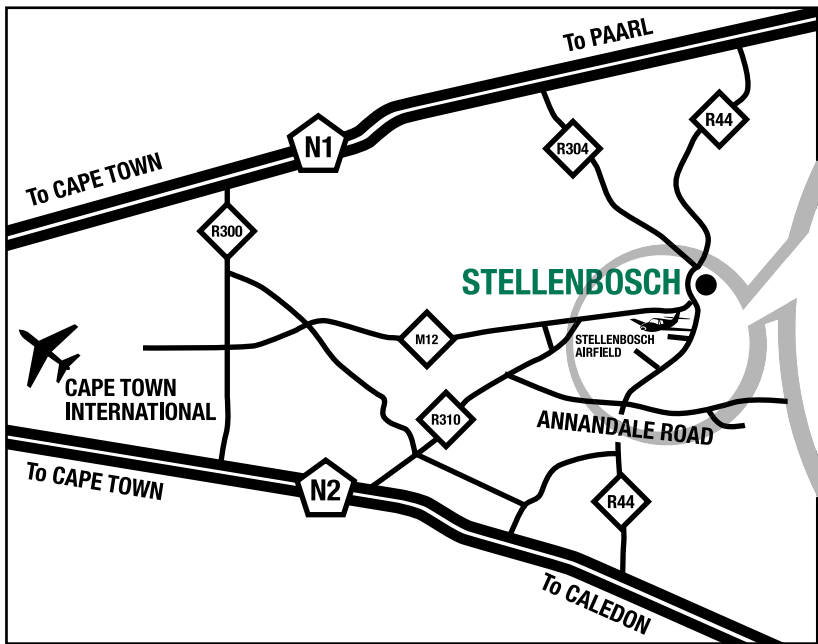 To PAARL
N1
R304
R44
To CAPE TOWN
R300
STELLENBOSCH
M12
STELLENBOSCH
AIRFIELD
CAPE TOWN
INTERNATIONAL
R310
ANNANDALE ROAD
To CAPE TOWN
N2
R44
To CALEDON